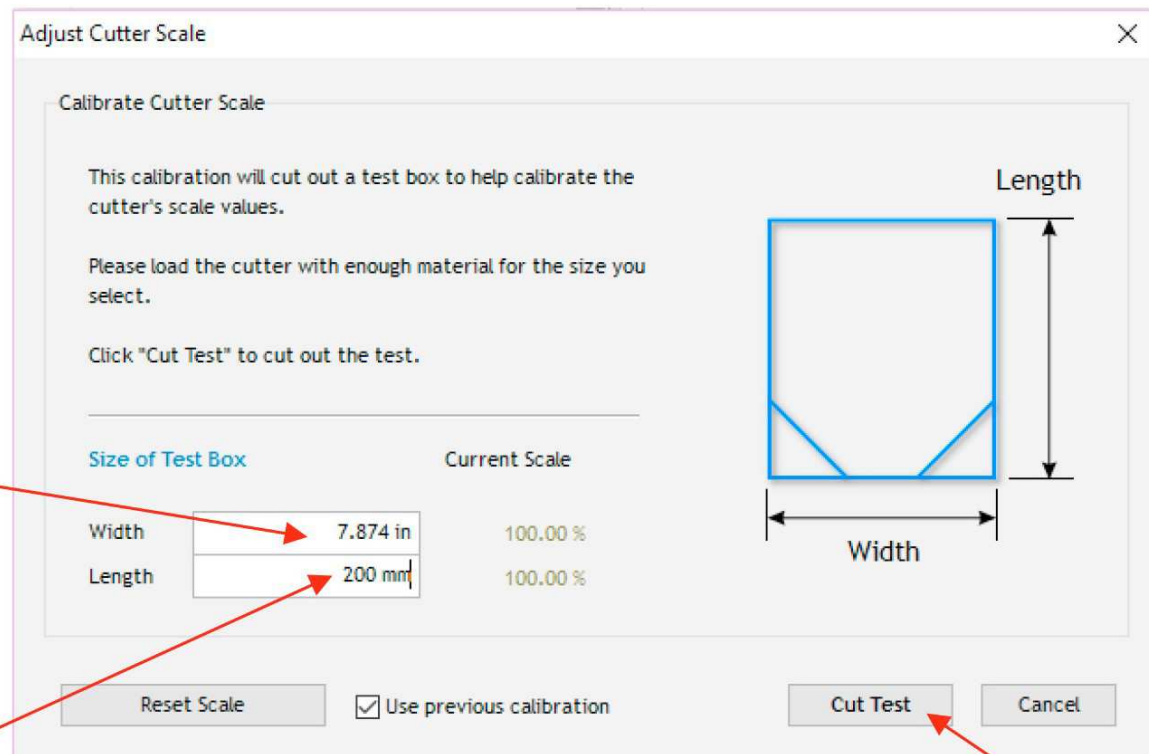 Adjust Cutter Scale
Calibrate Cutter Scale
This calibration will cut out a test box to help calibrate the
cutter's scale values.
Please load the cutter with enough material for the size you
select.
Click "Cut Test" to cut out the test.
Length
Width
Size of Test Box
Current Scale
Width
7.874 in
100.00 %
Length
200 mm
100.00 %
Reset Scale
Use previous calibration
Cut Test
Cancel